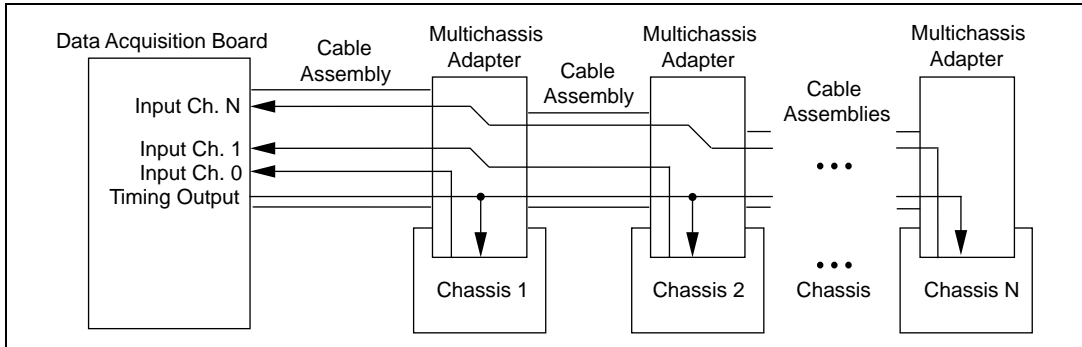 Data Acquisition Board
Cable
Assembly
Multichassis
Adapter
Cable
Assembly
Multichassis
Adapter
Cable
Assemblies
Multichassis
Adapter
Input Ch. N
Input Ch. 1
Input Ch. 0
Timing Output
•••
•••
Chassis 1
Chassis 2
Chassis
Chassis N